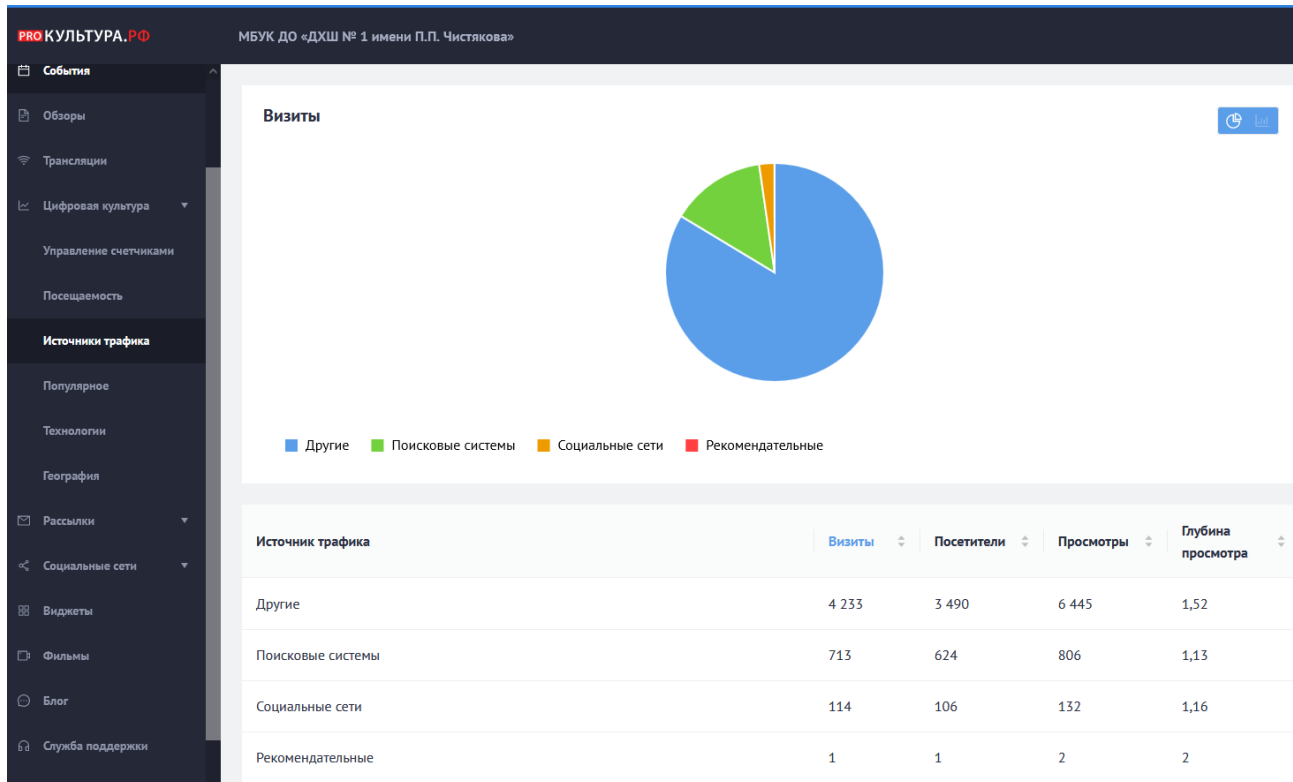 PRO КУЛЬТУРА.РФ
МБУК ДО «ДХШ № 1 имени П.П. Чистякова»
События
Обзоры
Трансляции
Цифровая культура
Управление счетчиками
Посещаемость
Источники трафика
Популярное
Технологии
География
Рассылки
Социальные сети
Виджеты
Фильмы
Блог
Служба поддержки
Визиты
Другие Поисковые системы Социальные сети Рекомендательные
Источник трафика Визиты Посетители Просмотры Глубина
просмотра
Другие 4 233 3 490 6 445 1,52
Поисковые системы 713 624 806 1,13
Социальные сети 114 106 132 1,16
Рекомендательные 1 1 2 2